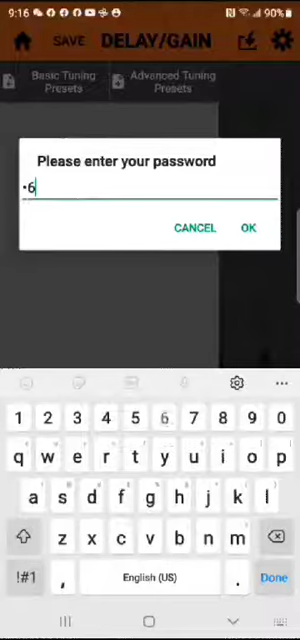 9:16 90%
SAVE DELAY/GAIN
Basic Tuning Presets Advanced Tuning Presets
Please enter your password
•6
CANCEL OK
1 2 3 4 5 6 7 8 9 0
q w e r t y u i o p
a s d f g h j k l
z x c v b n m
!#1 , English (US) . Done